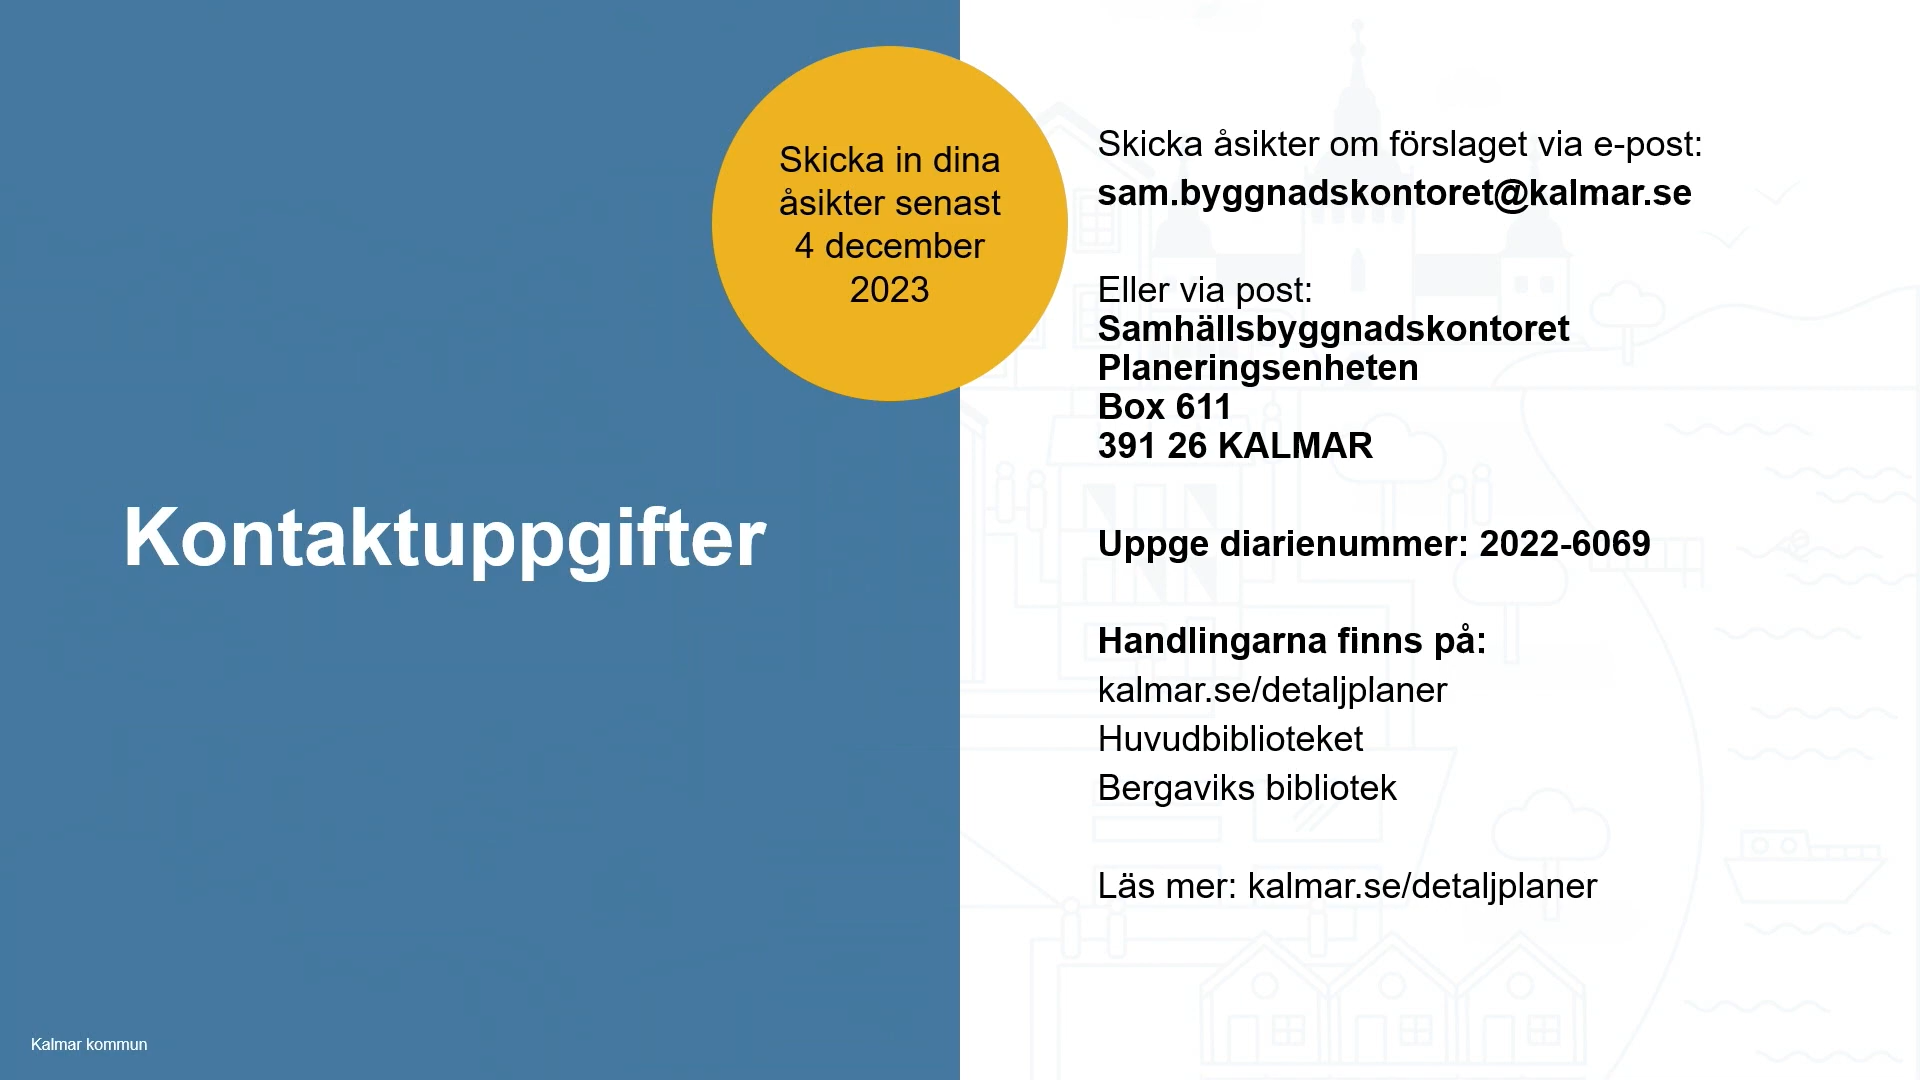 Skicka in dina
åsikter senast
4 december
2023
Kontaktuppgifter
Skicka åsikter om förslaget via e-post:
sam.byggnadskontoret@kalmar.se
Eller via post:
Samhällsbyggnadskontoret
Planeringsenheten
Box 611
391 26 KALMAR
Uppge diarienummer: 2022-6069
Handlingarna finns på:
kalmar.se/detaljplaner
Huvudbiblioteket
Bergaviks bibliotek
Läs mer: kalmar.se/detaljplaner
Kalmar kommun